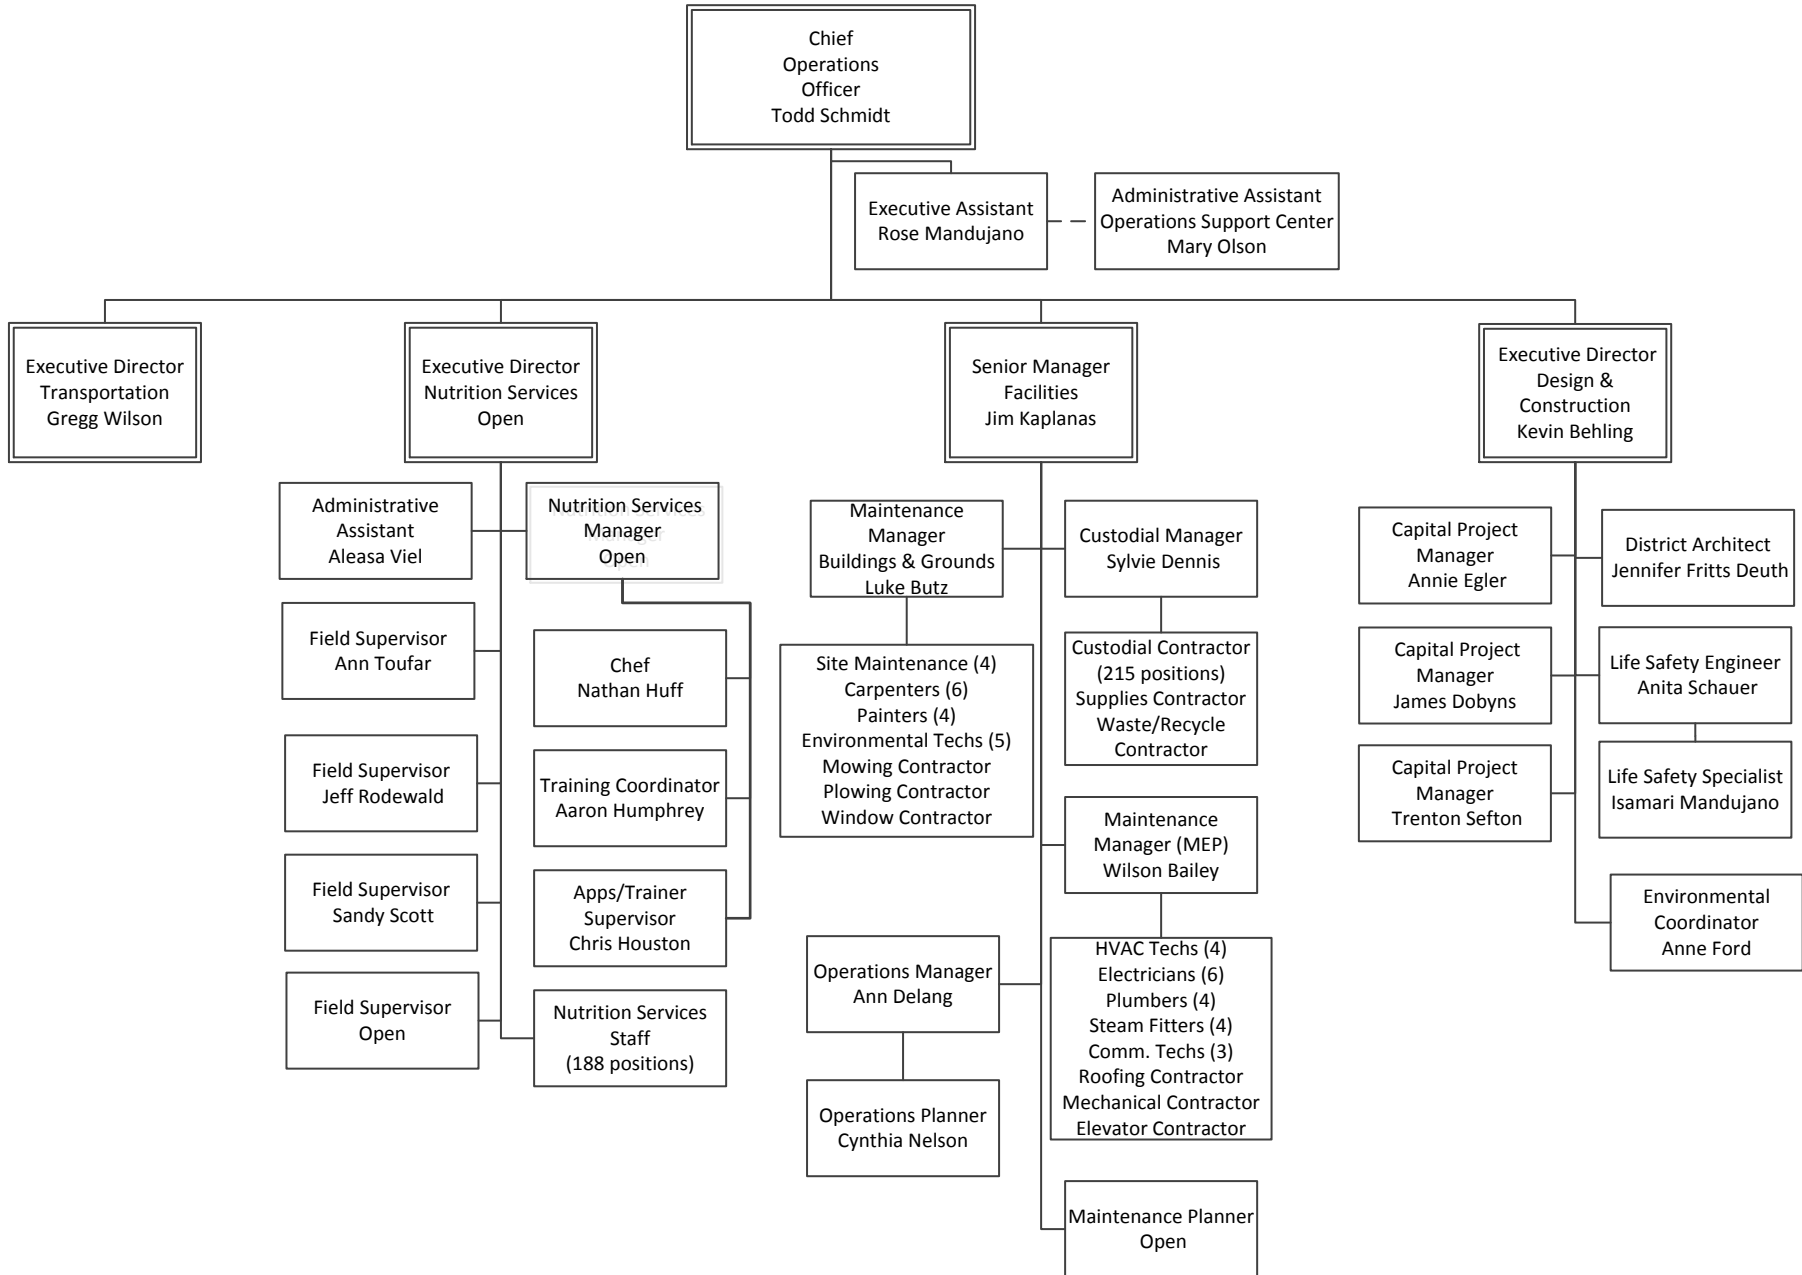 Chief
Operations
Officer
Todd Schmidt
Executive Assistant
Rose Mandujano
Administrative Assistant
Operations Support Center
Mary Olson
Executive Director
Transportation
Gregg Wilson
Executive Director
Nutrition Services
Open
Senior Manager
Facilities
Jim Kaplanas
Executive Director
Design &
Construction
Kevin Behling
Administrative
Assistant
Aleasa Viel
Nutrition Services
Manager
Open
Field Supervisor
Ann Toufar
Chef
Nathan Huff
Field Supervisor
Jeff Rodewald
Training Coordinator
Aaron Humphrey
Field Supervisor
Sandy Scott
Apps/Trainer
Supervisor
Chris Houston
Field Supervisor
Open
Nutrition Services
Staff
(188 positions)
Maintenance
Manager
Buildings & Grounds
Luke Butz
Custodial Manager
Sylvie Dennis
Site Maintenance (4)
Carpenters (6)
Painters (4)
Environmental Techs (5)
Mowing Contractor
Plowing Contractor
Window Contractor
Custodial Contractor
(215 positions)
Supplies Contractor
Waste/Recycle
Contractor
Maintenance
Manager (MEP)
Wilson Bailey
Operations Manager
Ann Delang
HVAC Techs (4)
Electricians (6)
Plumbers (4)
Steam Fitters (4)
Comm. Techs (3)
Roofing Contractor
Mechanical Contractor
Elevator Contractor
Operations Planner
Cynthia Nelson
Maintenance Planner
Open
Capital Project
Manager
Annie Egler
District Architect
Jennifer Fritts Deuth
Capital Project
Manager
James Dobyns
Life Safety Engineer
Anita Schauer
Capital Project
Manager
Trenton Sefton
Life Safety Specialist
Isamari Mandujano
Environmental
Coordinator
Anne Ford